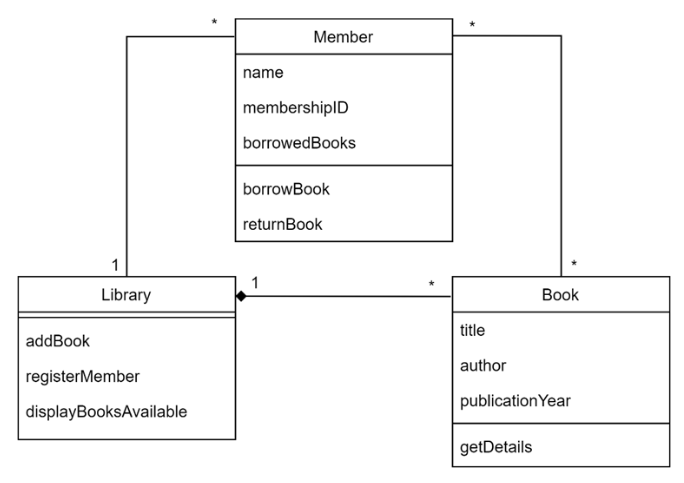 * Member *
name
membershipID
borrowedBooks
borrowBook
returnBook
1 *
Library 1 * Book
addBook
registerMember
displayBooksAvailable
title
author
publicationYear
getDetails